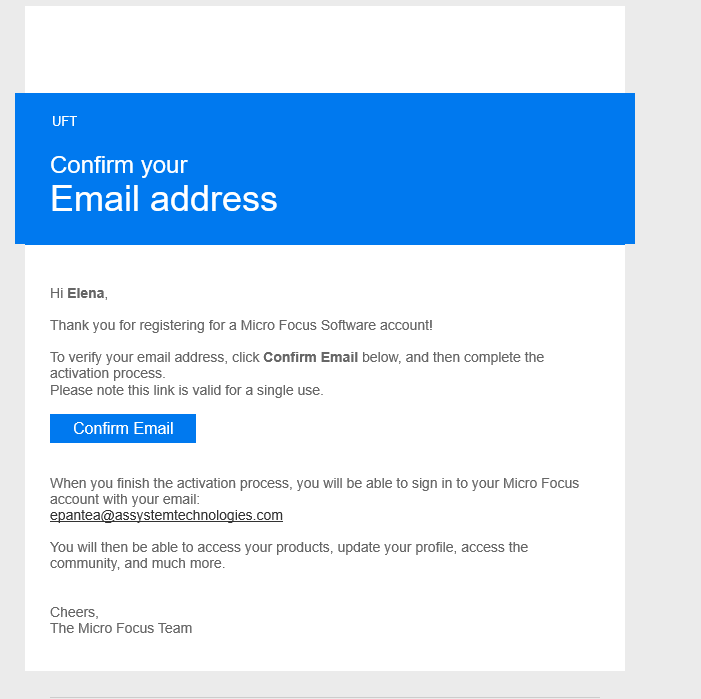 UFT
Confirm your
Email address
Hi Elena,
Thank you for registering for a Micro Focus Software account!
To verify your email address, click Confirm Email below, and then complete the
activation process.
Please note this link is valid for a single use.
Confirm Email
When you finish the activation process, you will be able to sign in to your Micro Focus
account with your email:
epantea@assystemtechnologies.com
You will then be able to access your products, update your profile, access the
community, and much more.
Cheers,
The Micro Focus Team